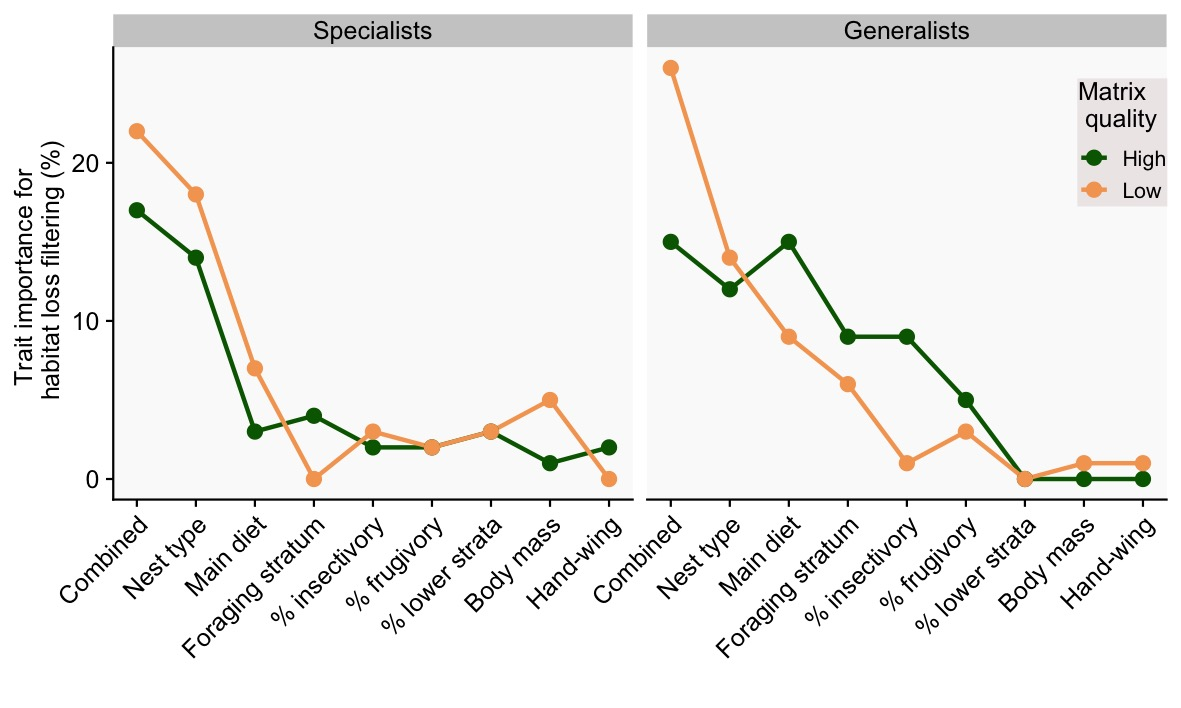 Specialists
Generalists
Trait importance for
habitat loss filtering (%)
20
10
0
Matrix
quality
High
Low
Combined
Nest type
Main diet
Foraging stratum
% insectivory
% frugivory
% lower strata
Body mass
Hand-wing
Combined
Nest type
Main diet
Foraging stratum
% insectivory
% frugivory
% lower strata
Body mass
Hand-wing